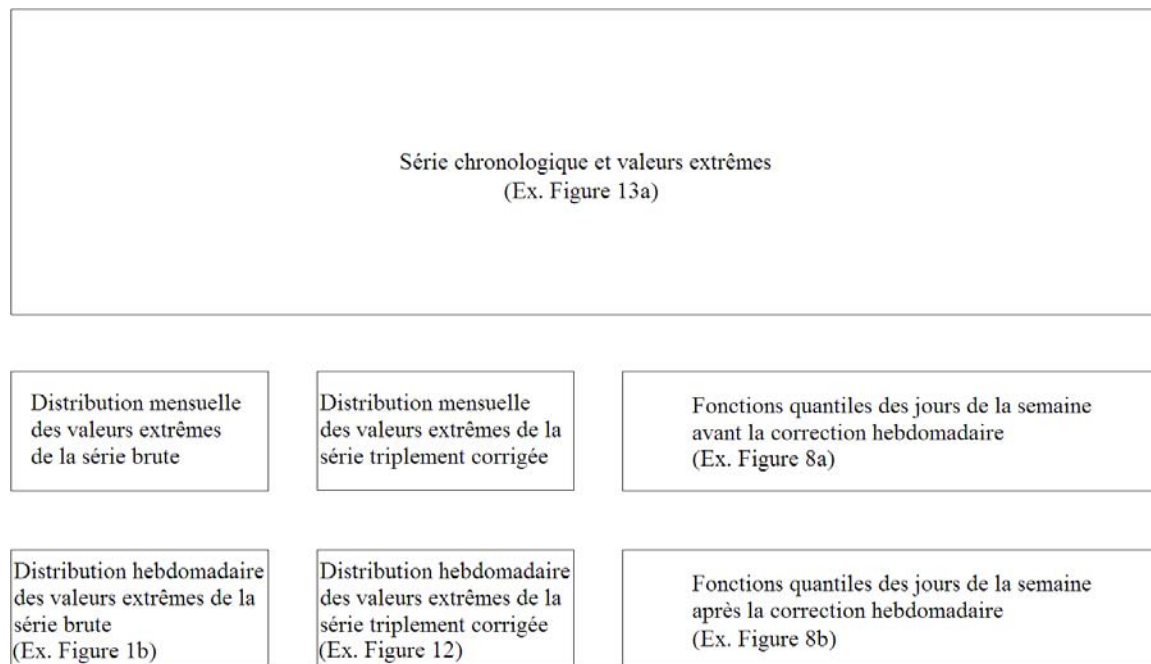 Série chronologique et valeurs extrêmes
(Ex. Figure 13a)
Distribution mensuelle
des valeurs extrêmes
de la série brute
Distribution mensuelle
des valeurs extrêmes de la
série triplement corrigée
Fonctions quantiles des jours de la semaine
avant la correction hebdomadaire
(Ex. Figure 8a)
Distribution hebdomadaire
des valeurs extrêmes de la
série brute
(Ex. Figure 1b)
Distribution hebdomadaire
des valeurs extrêmes de la
série triplement corrigée
(Ex. Figure 12)
Fonctions quantiles des jours de la semaine
après la correction hebdomadaire
(Ex. Figure 8b)